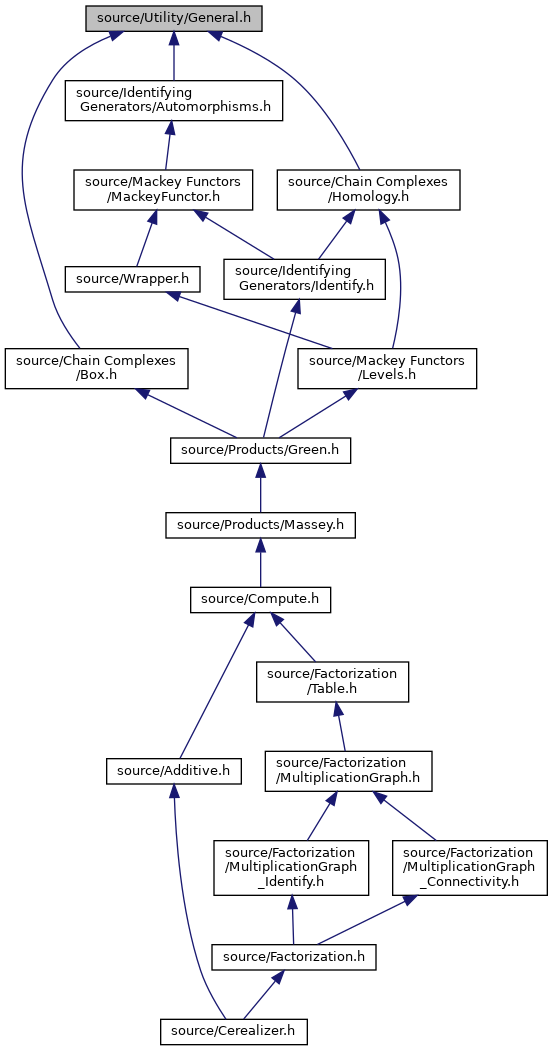 source/Utility/General.h
source/Identifying
Generators/Automorphisms.h
source/Mackey Functors
/MackeyFunctor.h
source/Chain Complexes
/Homology.h
source/Wrapper.h
source/Identifying
Generators/Identify.h
source/Chain Complexes
/Box.h
source/Mackey Functors
/Levels.h
source/Products/Green.h
source/Products/Massey.h
source/Compute.h
source/Factorization
/Table.h
source/Additive.h
source/Factorization
/MultiplicationGraph.h
source/Factorization
/MultiplicationGraph
_Identify.h
source/Factorization
/MultiplicationGraph
_Connectivity.h
source/Factorization.h
source/Cerealizer.h